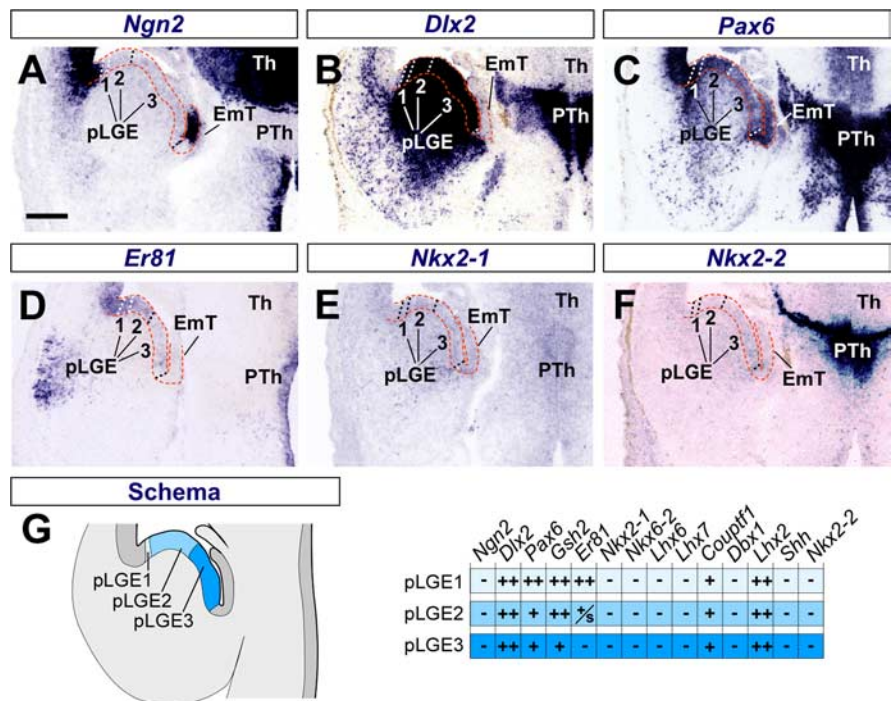 Ngn2 Dlx2 Pax6
A Th 1 2 3 pLGE EmT PTh
B 1 2 3 pLGE EmT
C Th 1 2 3 pLGE EmT PTh
Er81 Nkx2-1 Nkx2-2
D Th EmT 1 2 3 pLGE PTh
E Th 1 2 3 EmT pLGE PTh
F Th 1 2 3 PTh pLGE EmT
Schema
G
pLGE1
pLGE2
pLGE3
Ngn2 Dlx2 Pax6 Gsh2 Er81 Nkx2-1 Nkx6-2 Lhx6 Lhx7 Couptf1 Dbx1 Lhx2 Shh Nkx2-2
pLGE1 - ++ ++ ++ ++ - - - - + - ++ - -
pLGE2 - ++ + ++ +/s - - - - + - ++ - -
pLGE3 - ++ + + - - - - - + - ++ - -